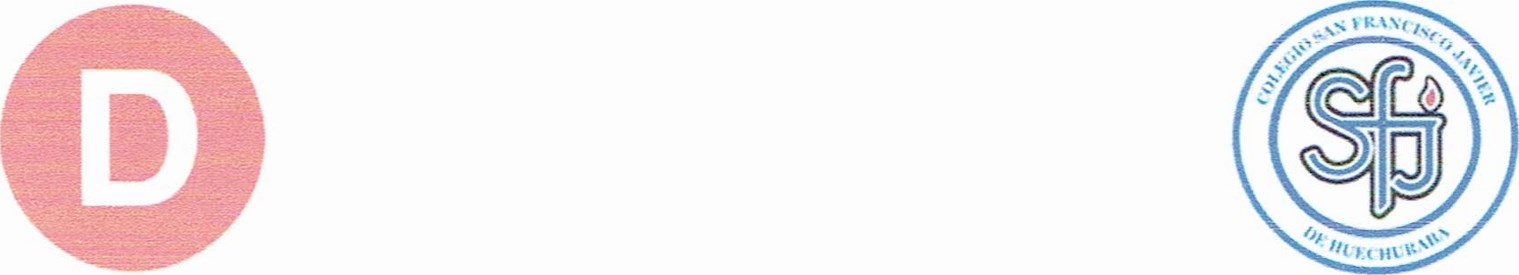 D
COLEGIO SAN FRANCISCO JAVIER
sfj
DE HUECHURABA